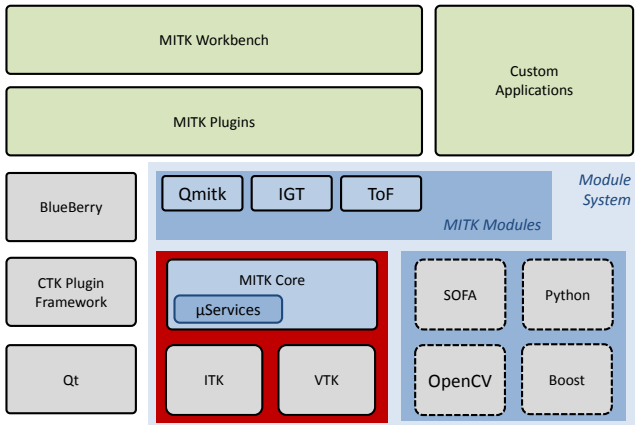 MITK Workbench
Custom
Applications
MITK Plugins
BlueBerry
Qmitk
IGT
ToF
Module
System
MITK Modules
CTK Plugin
Framework
MITK Core
µServices
SOFA
Python
Qt
ITK
VTK
OpenCV
Boost